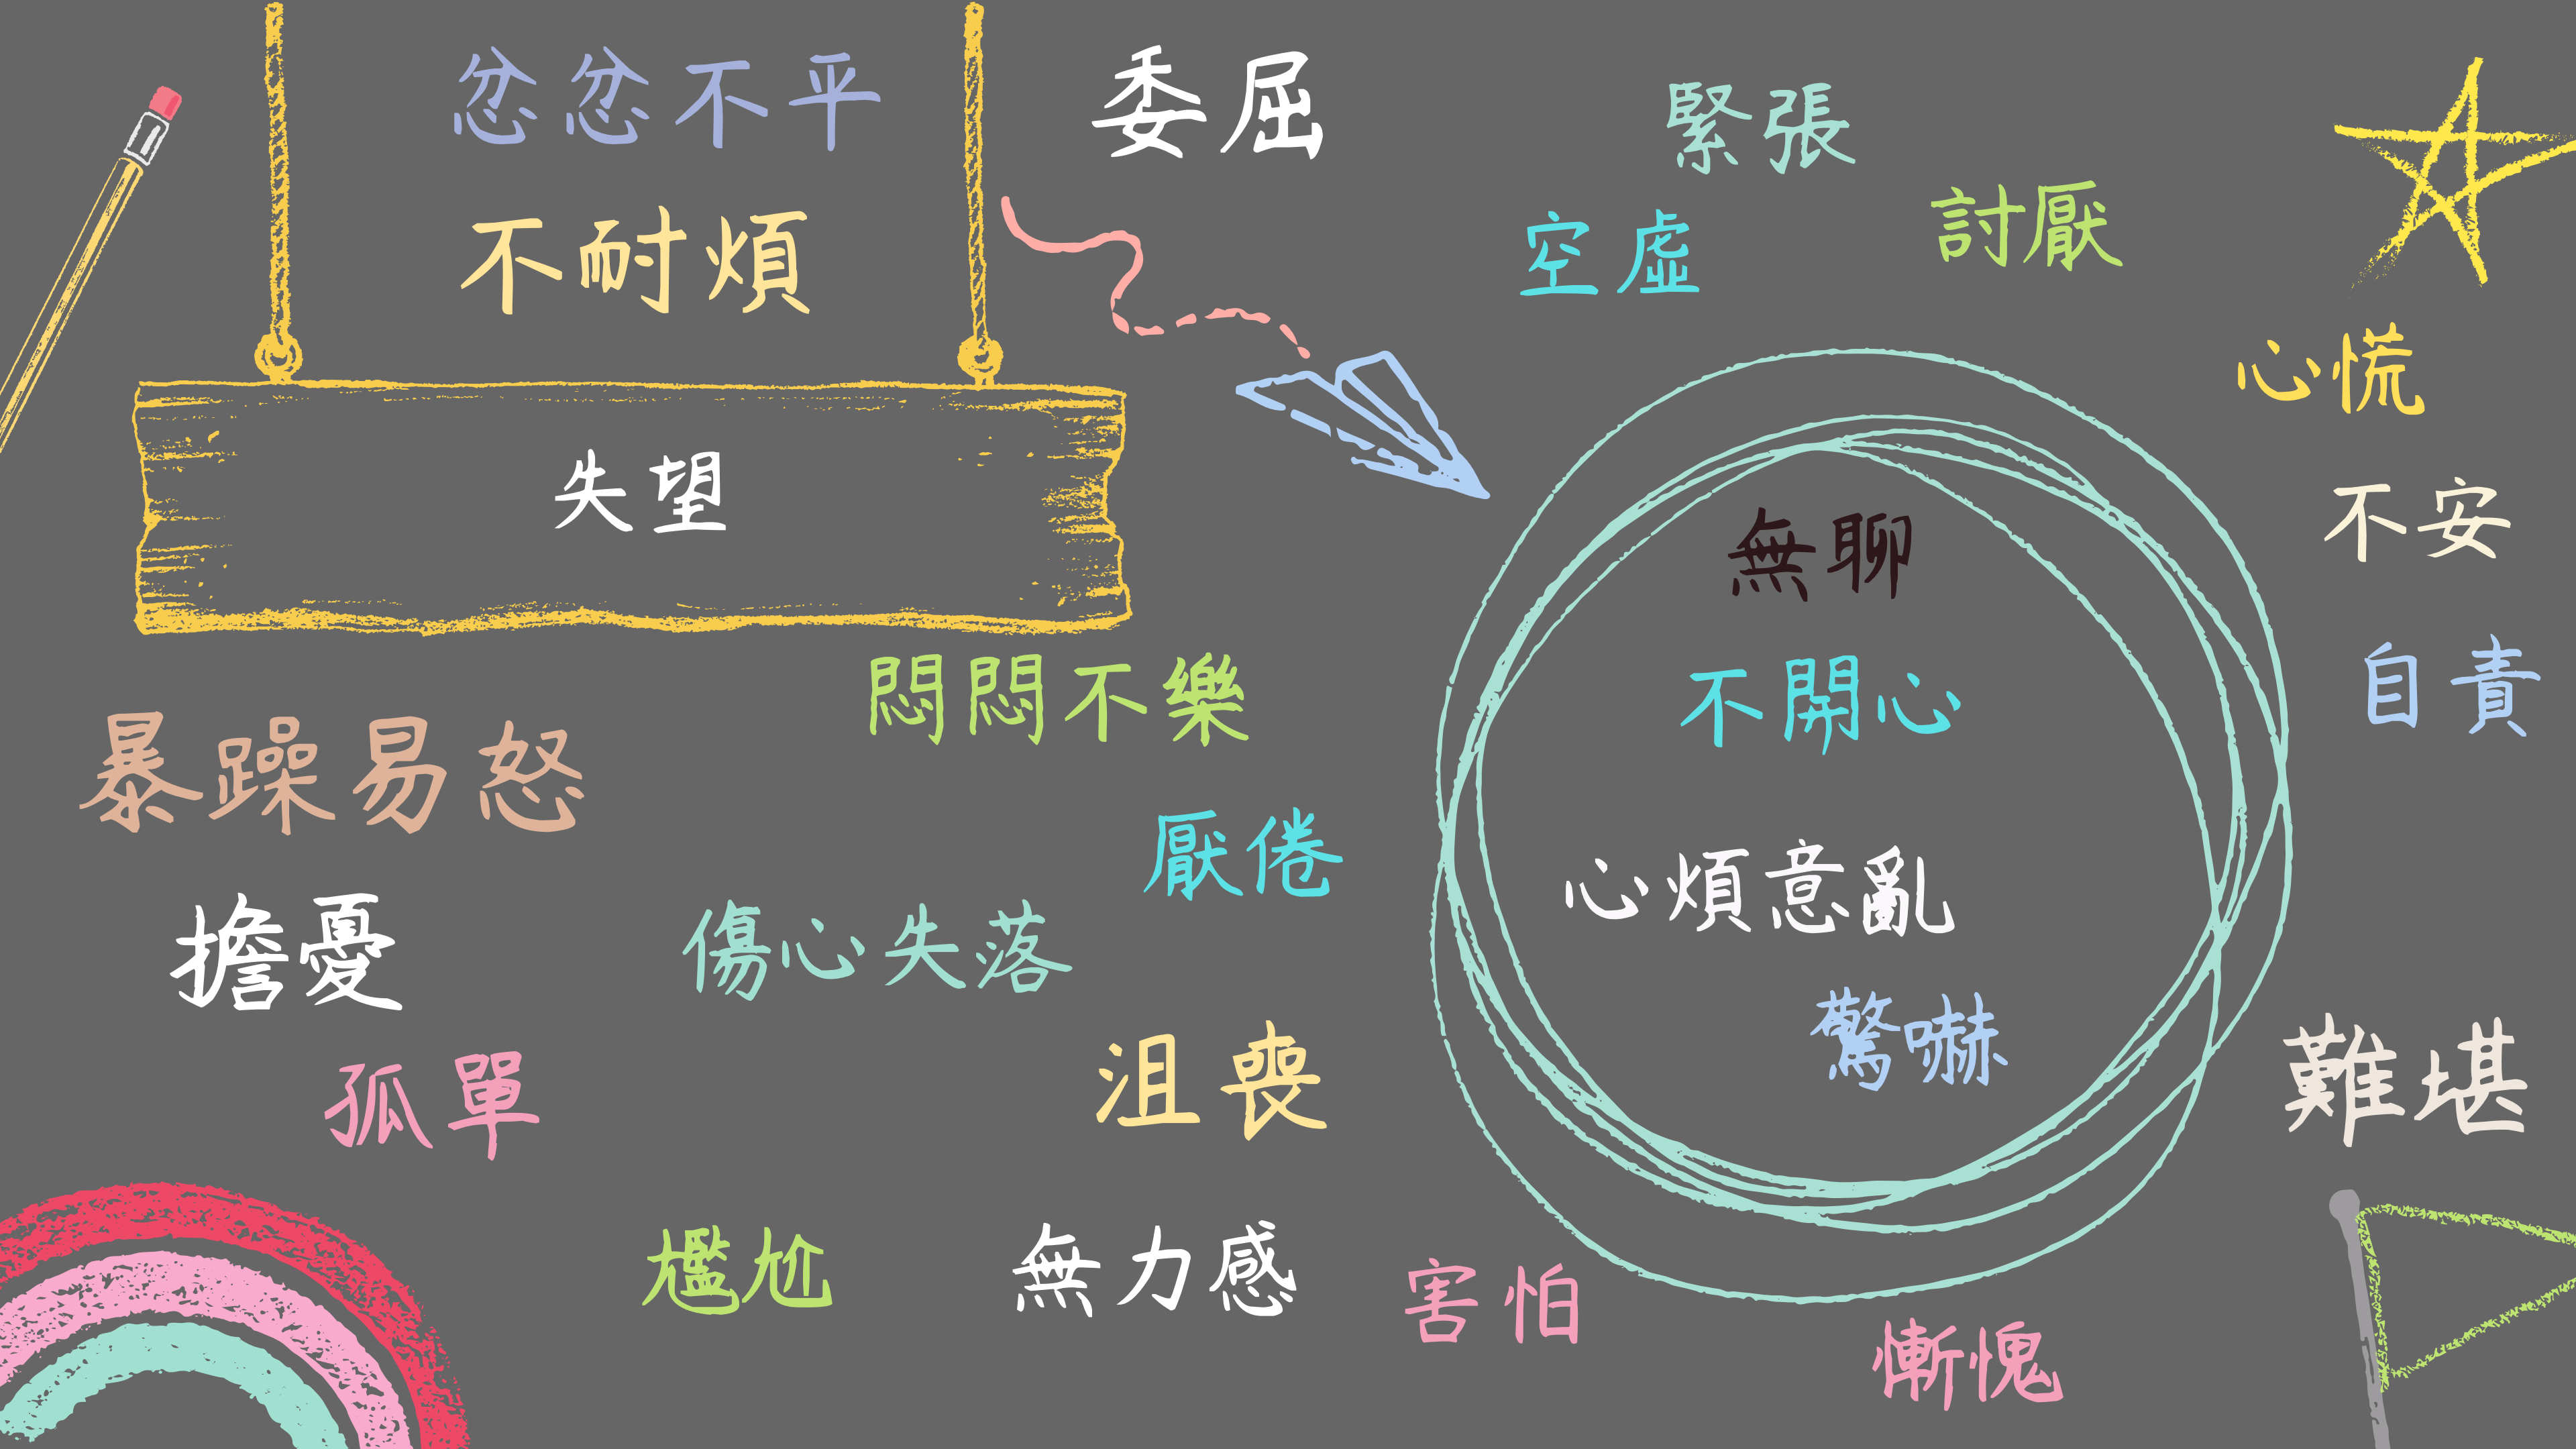 忿忿不平
委屈
緊張
不耐煩
空虛
討厭
心慌
失望
不安
無聊
悶悶不樂
不開心
自責
暴躁易怒
厭倦
心煩意亂
擔憂
傷心失落
驚嚇
沮喪
難堪
孤單
尷尬
無力感
害怕
慚愧